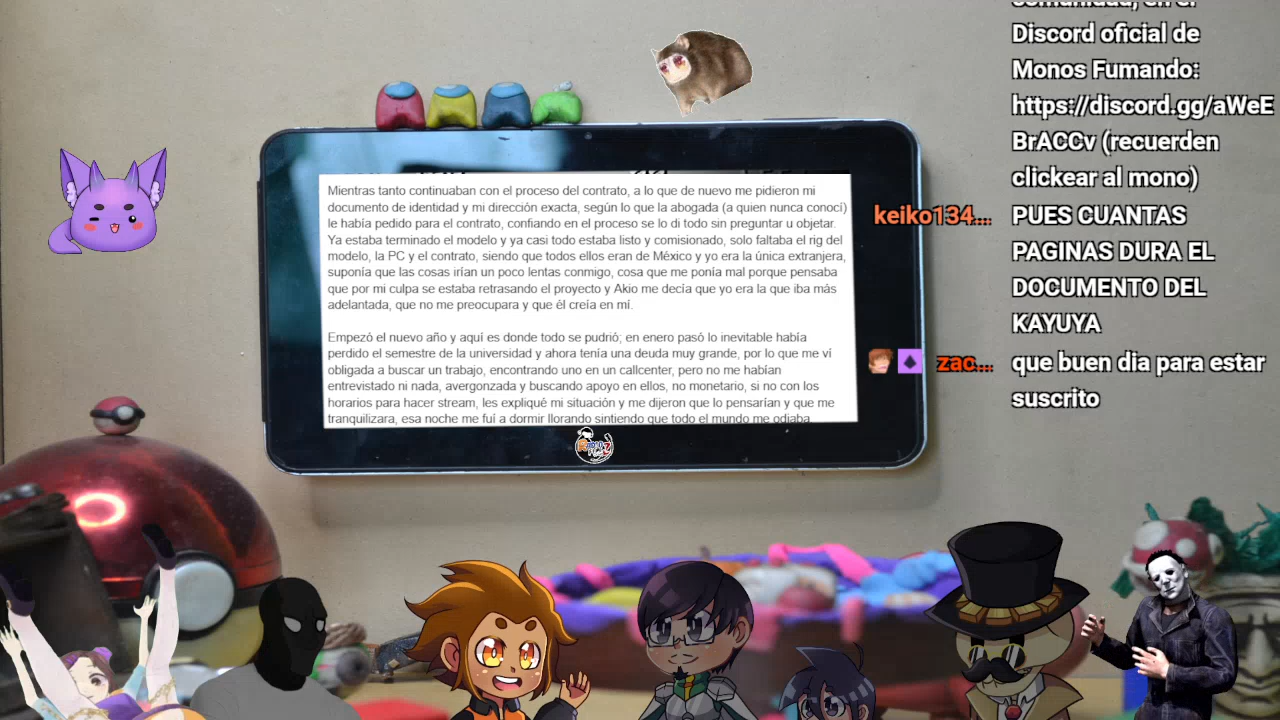 Mientras tanto continuaban con el proceso del contrato, a lo que de nuevo me pidieron mi
documento de identidad y mi dirección exacta, según lo que la abogada (a quien nunca conocí)
le había pedido para el contrato, confiando en el proceso se lo di todo sin preguntar u objetar.
Ya estaba terminado el modelo y ya casi todo estaba listo y comisionado, solo faltaba el rig del
modelo, la PC y el contrato, siendo que todos ellos eran de México y yo era la única extranjera,
suponía que las cosas irían un poco lentas conmigo, cosa que me ponía mal porque pensaba
que por mi culpa se estaba retrasando el proyecto y Akio me decía que yo era la que iba más
adelantada, que no me preocupara y que él creía en mí.
Empezó el nuevo año y aquí es donde todo se pudrió; en enero pasó lo inevitable había
perdido el semestre de la universidad y ahora tenía una deuda muy grande, por lo que me ví
obligada a buscar un trabajo, encontrando uno en un callcenter, pero no me habían
entrevistado ni nada, avergonzada y buscando apoyo en ellos, no monetario, si no con los
horarios para hacer stream, les expliqué mi situación y me dijeron que lo pensarían y que me
tranquilizara, esa noche me fuí a dormir llorando sintiendo que todo el mundo me odiaba.
comunidad, en el
Discord oficial de
Monos Fumando:
https://discord.gg/aWeE
BrACCv (recuerden
clickear al mono)
keiko134... PUES CUANTAS
PAGINAS DURA EL
DOCUMENTO DEL
KAYUYA
zac... que buen dia para estar
suscrito